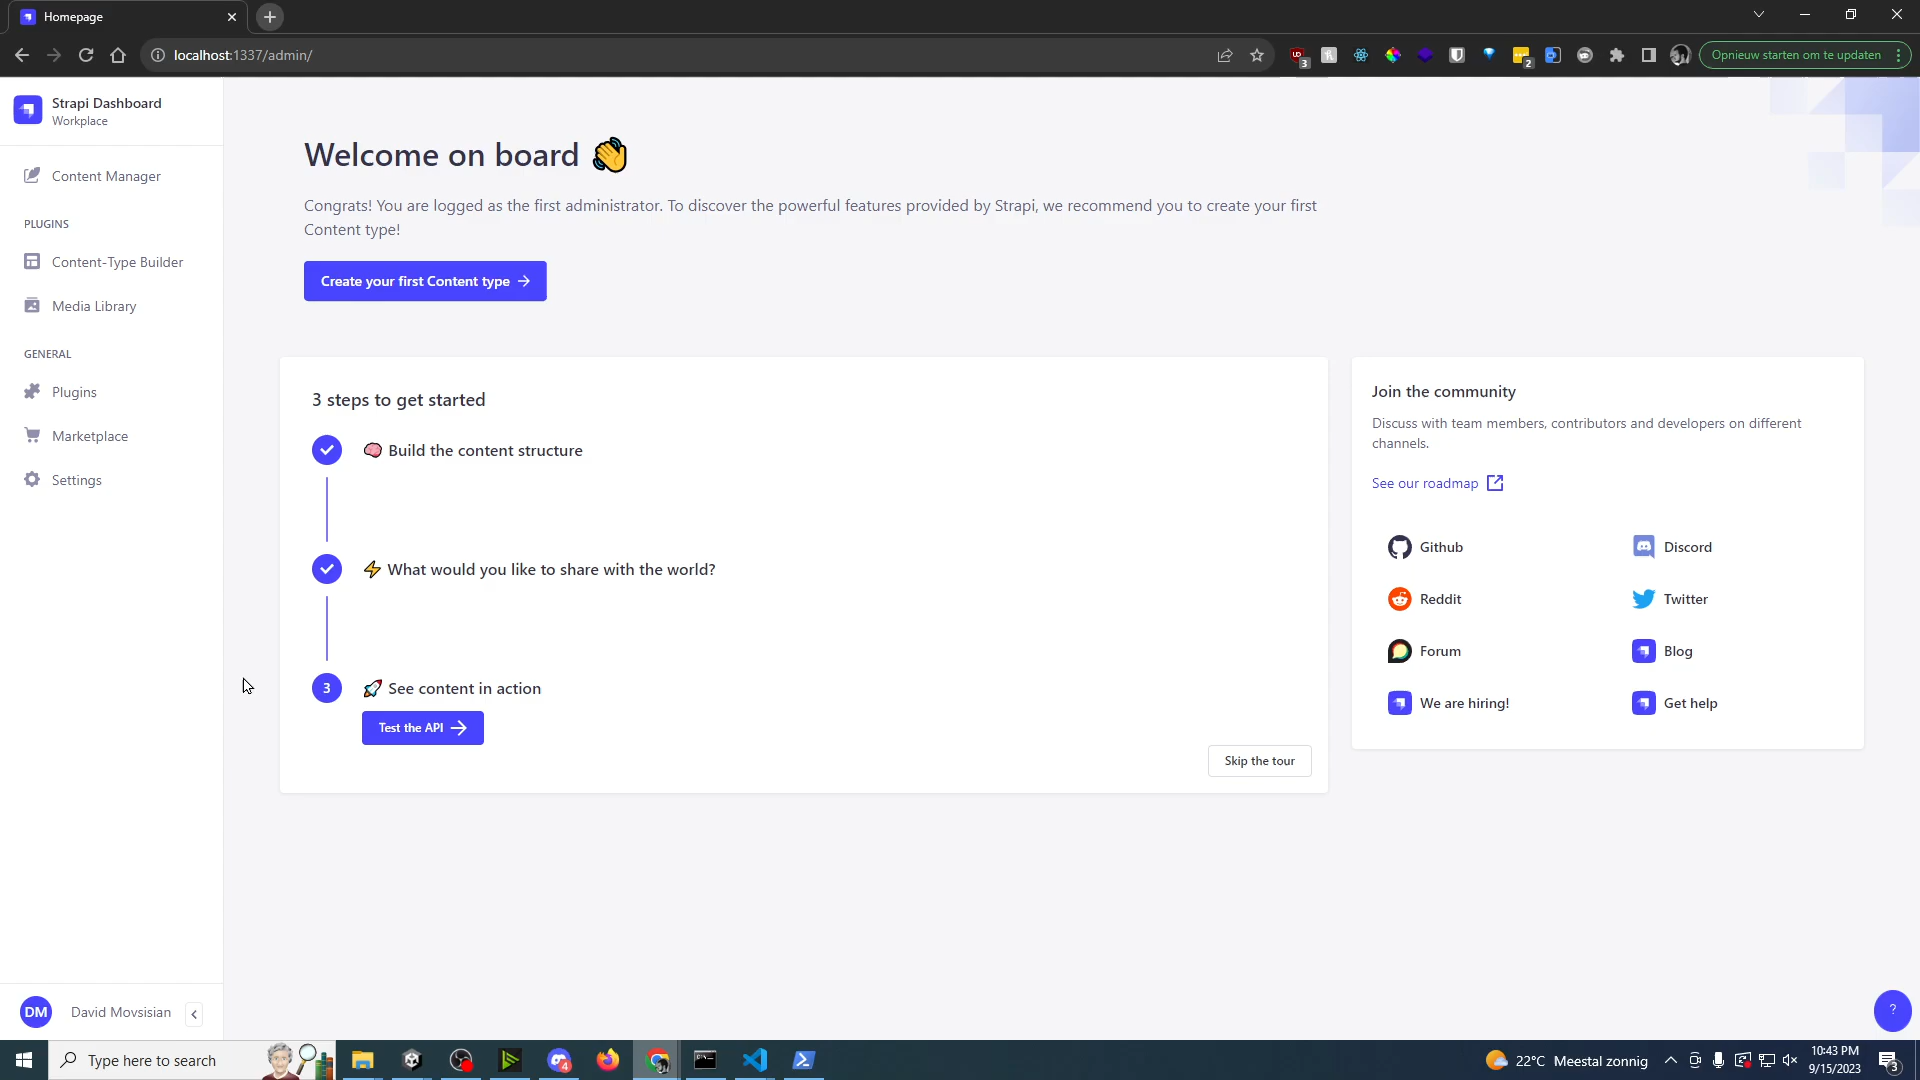 Homepage
localhost:1337/admin/
3
2
Opnieuw starten om te updaten
Strapi Dashboard
Workplace
Content Manager
PLUGINS
Content-Type Builder
Media Library
GENERAL
Plugins
Marketplace
Settings
Welcome on board
Congrats! You are logged as the first administrator. To discover the powerful features provided by Strapi, we recommend you to create your first
Content type!
Create your first Content type
3 steps to get started
Build the content structure
What would you like to share with the world?
3
See content in action
Test the API
Skip the tour
Join the community
Discuss with team members, contributors and developers on different
channels.
See our roadmap
Github
Discord
Reddit
Twitter
Forum
Blog
We are hiring!
Get help
DM
David Movsisian
?
Type here to search
4
22°C Meestal zonnig
10:43 PM
9/15/2023
3